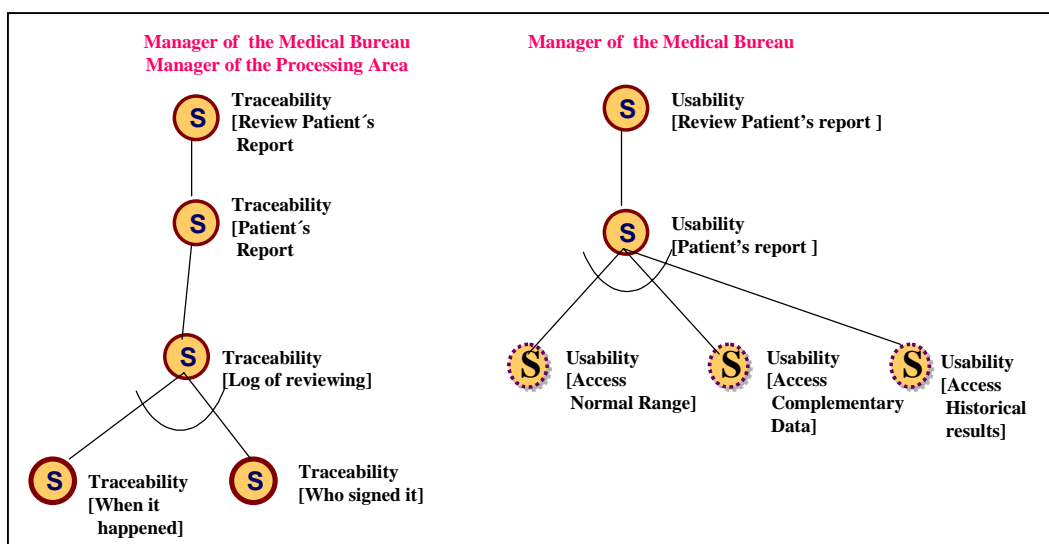 Manager of the Medical Bureau
Manager of the Processing Area
S
Traceability
[Review Patient´s
Report
S
Traceability
[Patient´s
Report
S
Traceability
[Log of reviewing]
S
Traceability
[When it
happened]
S
Traceability
[Who signed it]
Manager of the Medical Bureau
S
Usability
[Review Patient’s report ]
S
Usability
[Patient’s report ]
S
Usability
[Access
Normal Range]
S
Usability
[Access
Complementary
Data]
S
Usability
[Access
Historical
results]